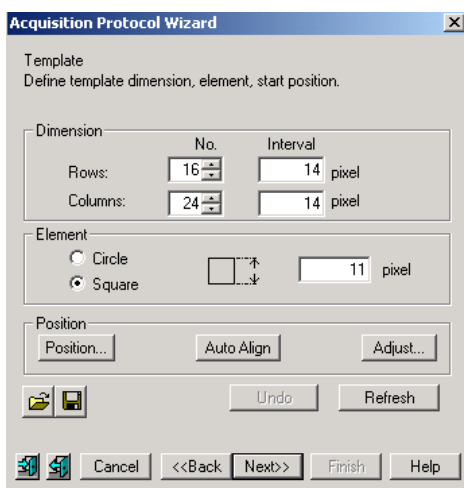 Acquisition Protocol Wizard
Template
Define template dimension, element, start position.
Dimension
No. Interval
Rows: 16 14 pixel
Columns: 24 14 pixel
Element
Circle
Square 11 pixel
Position
Position... Auto Align Adjust...
Undo Refresh
Cancel <<Back Next>> Finish Help